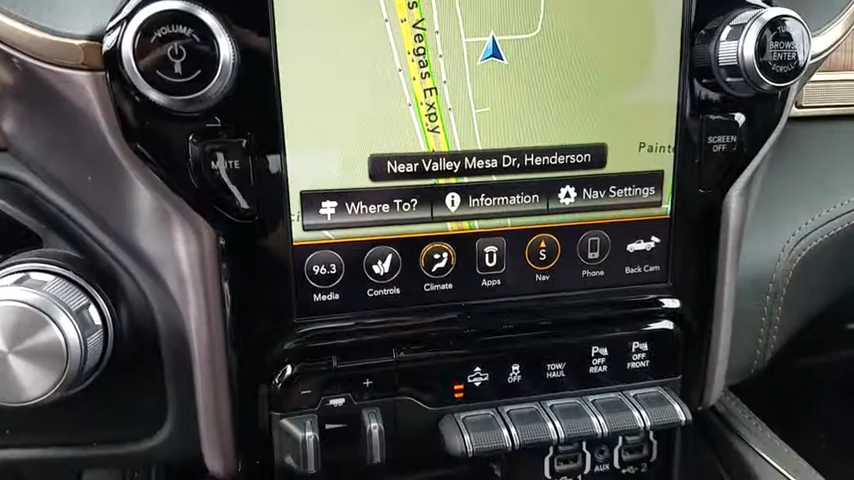 VOLUME
MUTE
s Vegas Expy
TUNE
BROWSE
ENTER
SCROLL
SCREEN
OFF
Near Valley Mesa Dr, Henderson
Where To?
Information
Nav Settings
96.3
Media
Controls
Climate
Apps
S
Nav
Phone
Back Cam
- +
OFF
TOW
HAUL
P OFF
REAR
P OFF
FRONT
AUX